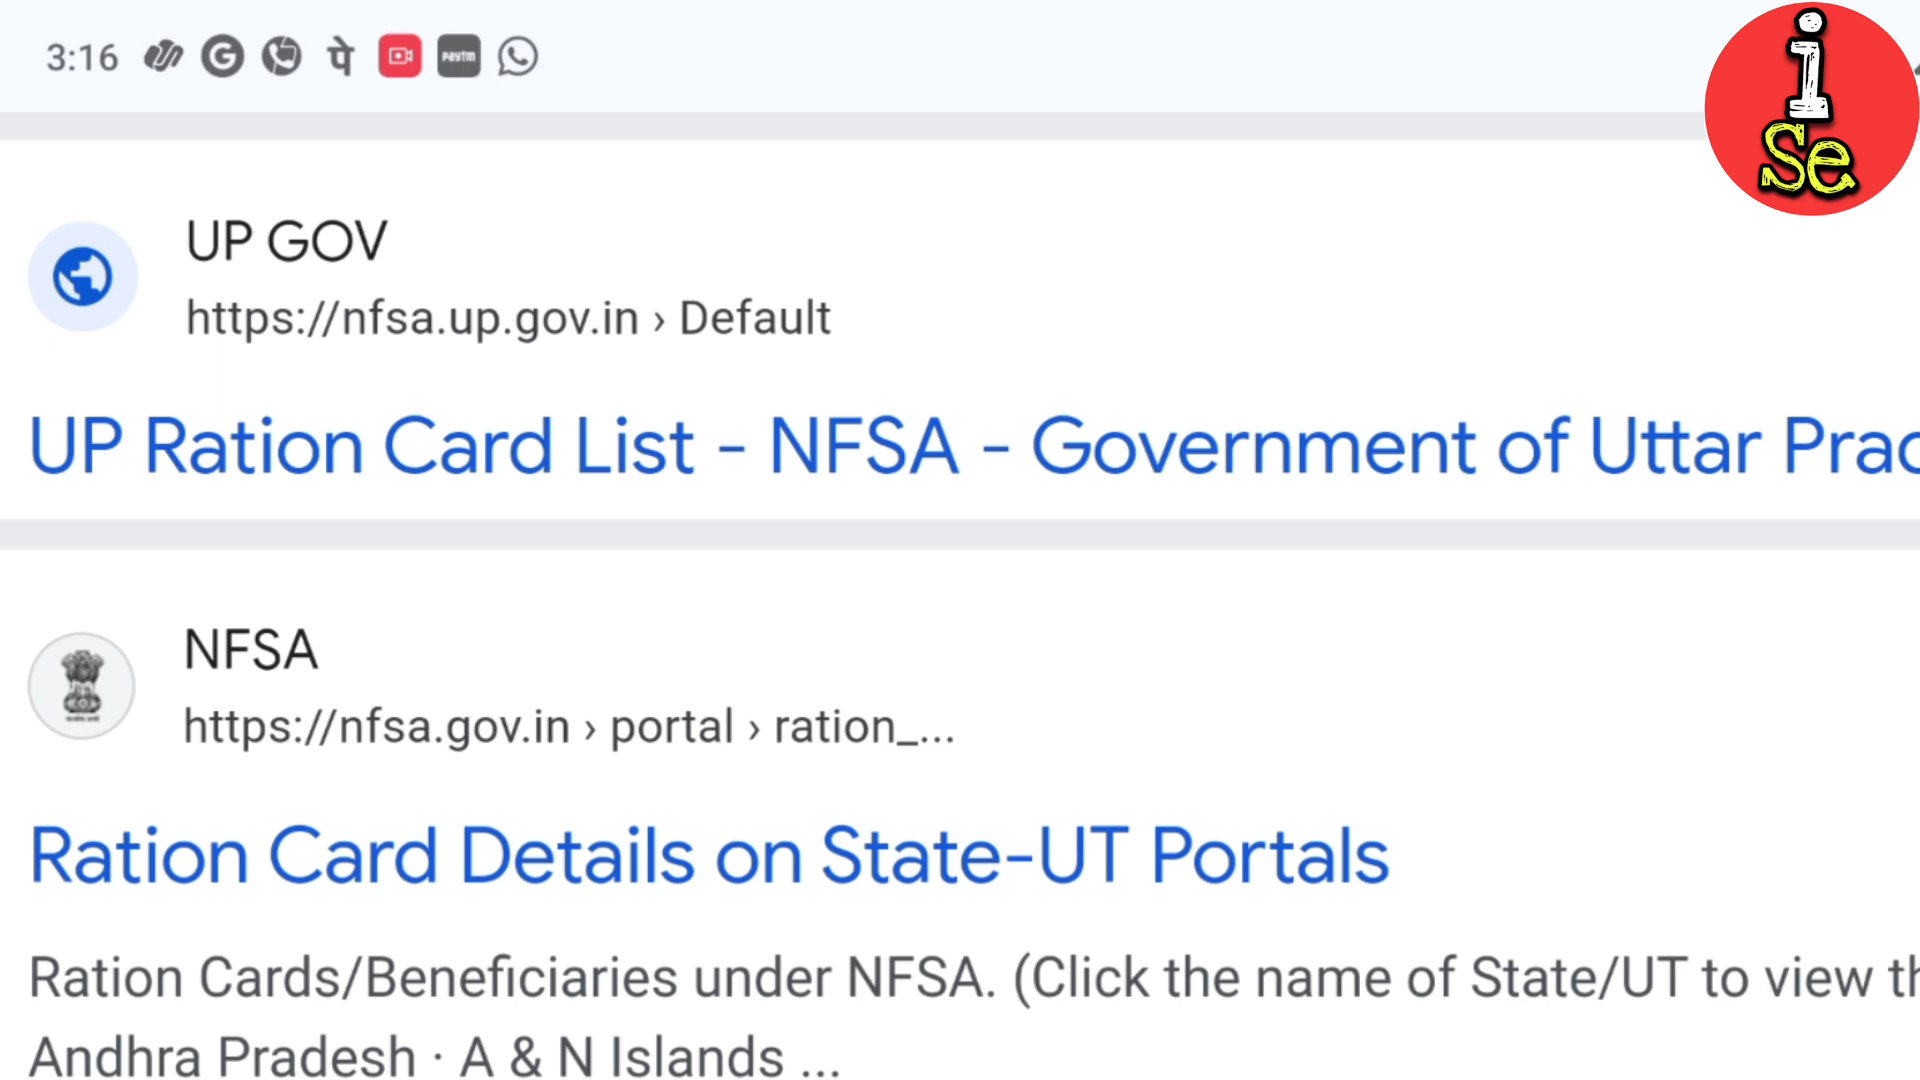 3:16 पे Paytm
i
Se
UP GOV
https://nfsa.up.gov.in › Default
UP Ration Card List - NFSA - Government of Uttar
NFSA
https://nfsa.gov.in › portal › ration_...
Ration Card Details on State-UT Portals
Ration Cards/Beneficiaries under NFSA. (Click the name of State/UT to view
Andhra Pradesh · A & N Islands ...